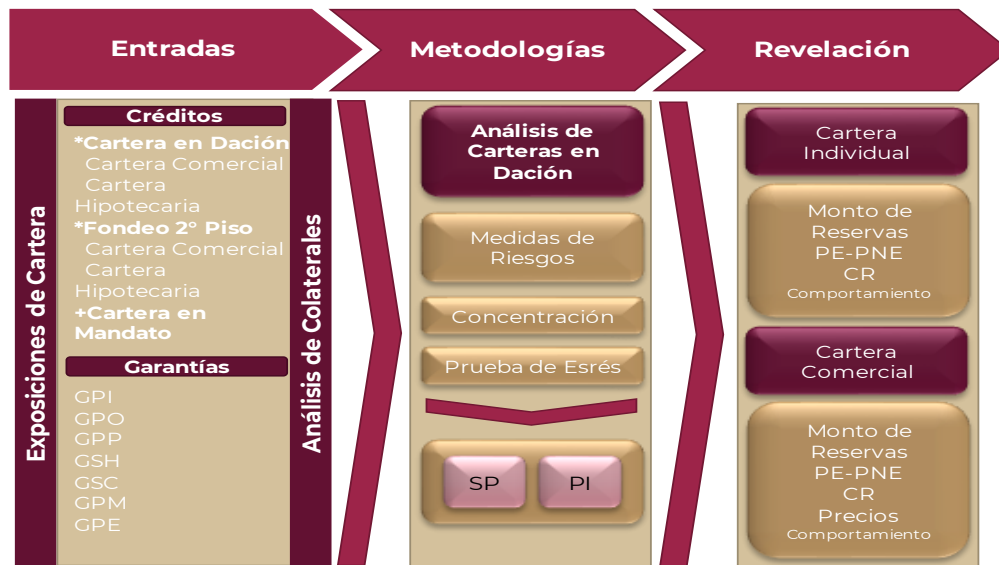 Entradas
Metodologías
Revelación
Exposiciones de Cartera
Créditos
*Cartera en Dación
Cartera Comercial
Cartera
Hipotecaria
*Fondeo 2° Piso
Cartera Comercial
Cartera
Hipotecaria
+Cartera en
Mandato
Garantías
GPI
GPO
GPP
GSH
GSC
GPM
GPE
Análisis de Colaterales
Análisis de
Carteras en
Dación
Medidas de
Riesgos
Concentración
Prueba de Esrés
SP
PI
Cartera
Individual
Monto de
Reservas
PE-PNE
CR
Comportamiento
Cartera
Comercial
Monto de
Reservas
PE-PNE
CR
Precios
Comportamiento